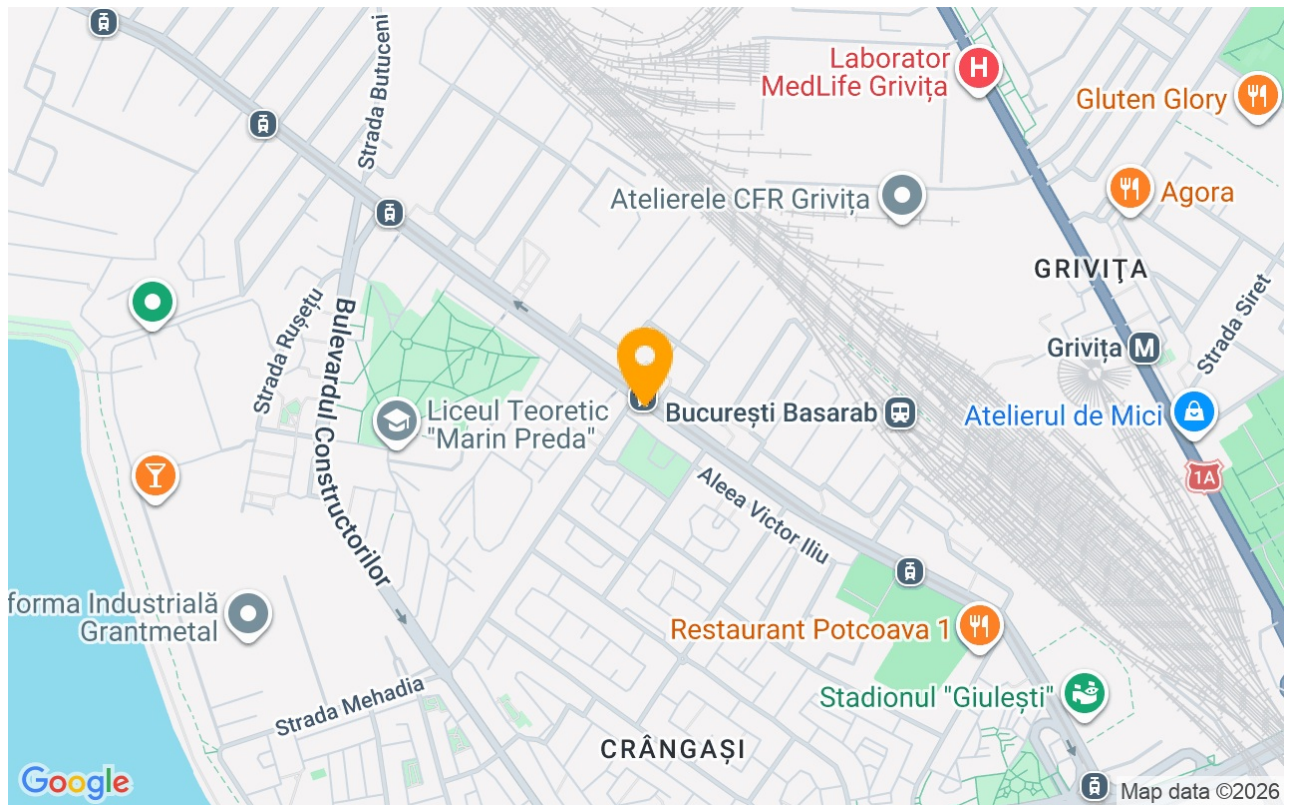 Strada Butuceni
Laborator
MedLife Grivița
H
Gluten Glory
Atelierele CFR Grivița
Agora
GRIVIȚA
Strada Rușețu
Bulevardul Constructorilor
Strada Siret
Grivița
M
Liceul Teoretic
"Marin Preda"
București Basarab
Atelierul de Mici
1A
Aleea Victor Iliu
forma Industrială
Grantmetal
Restaurant Potcoava 1
Strada Mehadia
Stadionul "Giulești"
CRÂNGAȘI
Google
Map data ©2026